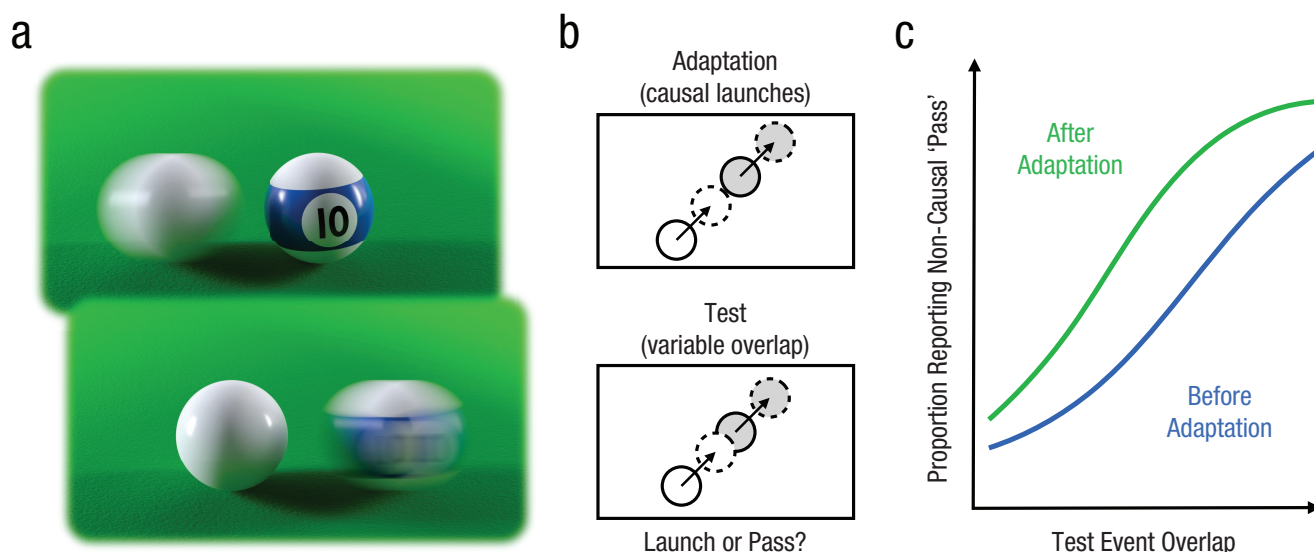 a
10
b
Adaptation
(causal launches)
Test
(variable overlap)
Launch or Pass?
c
Proportion Reporting Non-Causal ‘Pass’
After
Adaptation
Before
Adaptation
Test Event Overlap